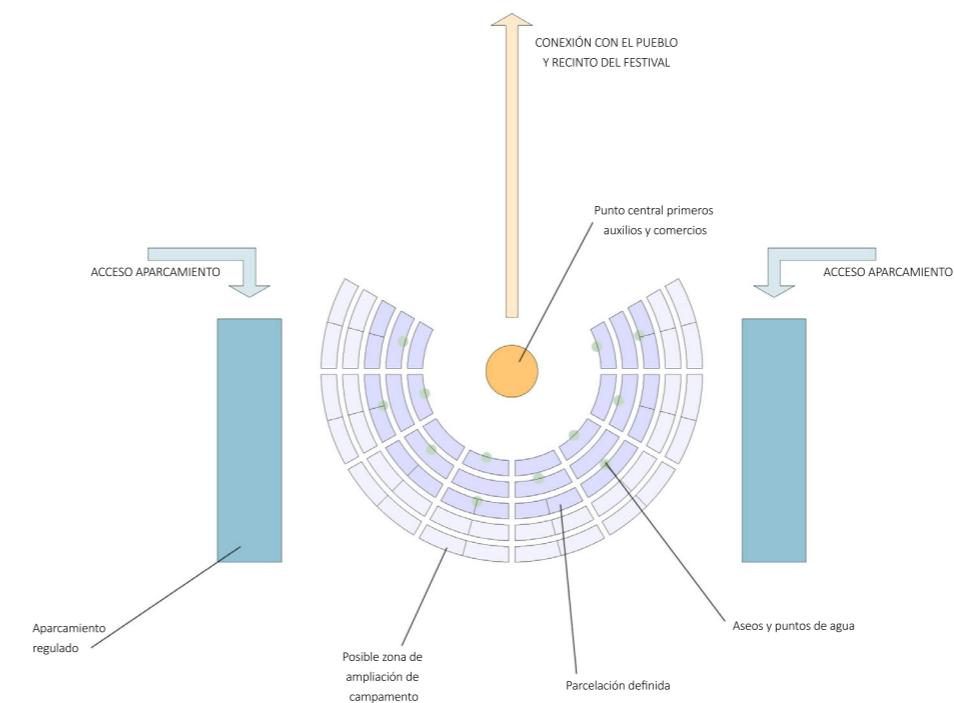 CONEXIÓN CON EL PUEBLO
Y RECINTO DEL FESTIVAL
Punto central primeros
auxilios y comercios
ACCESO APARCAMIENTO
ACCESO APARCAMIENTO
Aparcamiento
regulado
Aseos y puntos de agua
Posible zona de
ampliación de
campamento
Parcelación definida